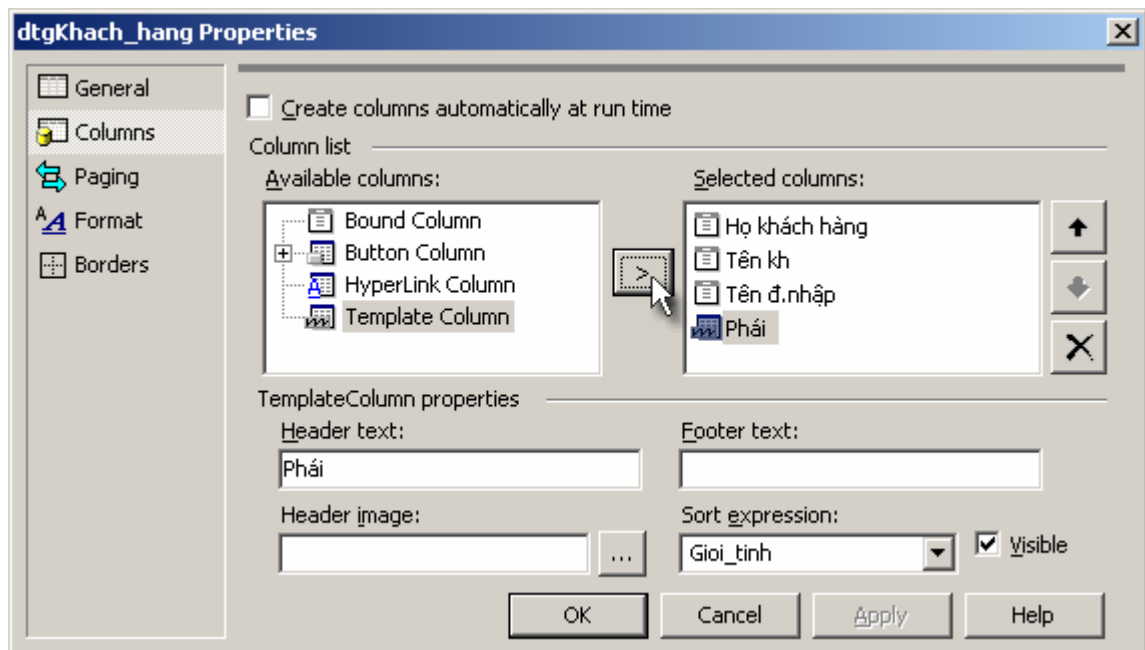 dtgKhach_hang Properties
General
Columns
Paging
Format
Borders
Create columns automatically at run time
Column list
Available columns:
Bound Column
Button Column
HyperLink Column
Template Column
>
Selected columns:
Họ khách hàng
Tên kh
Tên đ.nhập
Phái
TemplateColumn properties
Header text:
Footer text:
Phái
Header image:
Sort expression:
...
Gioi_tinh
Visible
OK
Cancel
Apply
Help